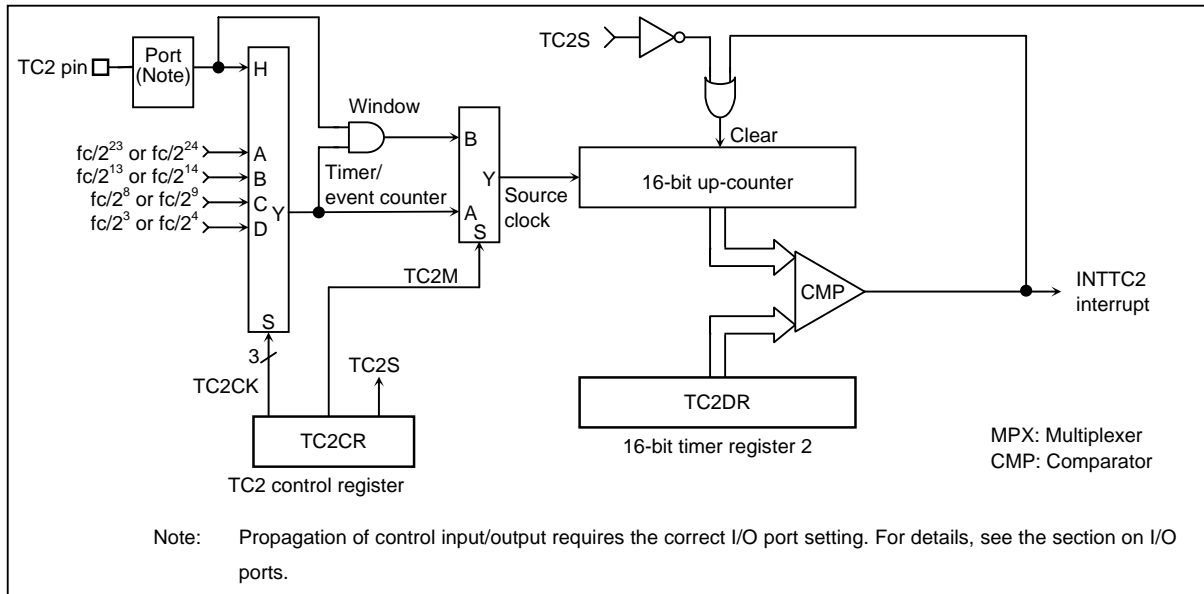 TC2 pin
Port
(Note)
H
fc/2^23 or fc/2^24
A
fc/2^13 or fc/2^14
B
fc/2^8 or fc/2^9
C
fc/2^3 or fc/2^4
D
Y
S
3
TC2CK
Window
Timer/
event counter
B
Y
A
S
TC2M
TC2S
TC2CR
TC2 control register
Source
clock
TC2S
Clear
16-bit up-counter
CMP
INTTC2
interrupt
TC2DR
16-bit timer register 2
MPX: Multiplexer
CMP: Comparator
Note: Propagation of control input/output requires the correct I/O port setting. For details, see the section on I/O
ports.